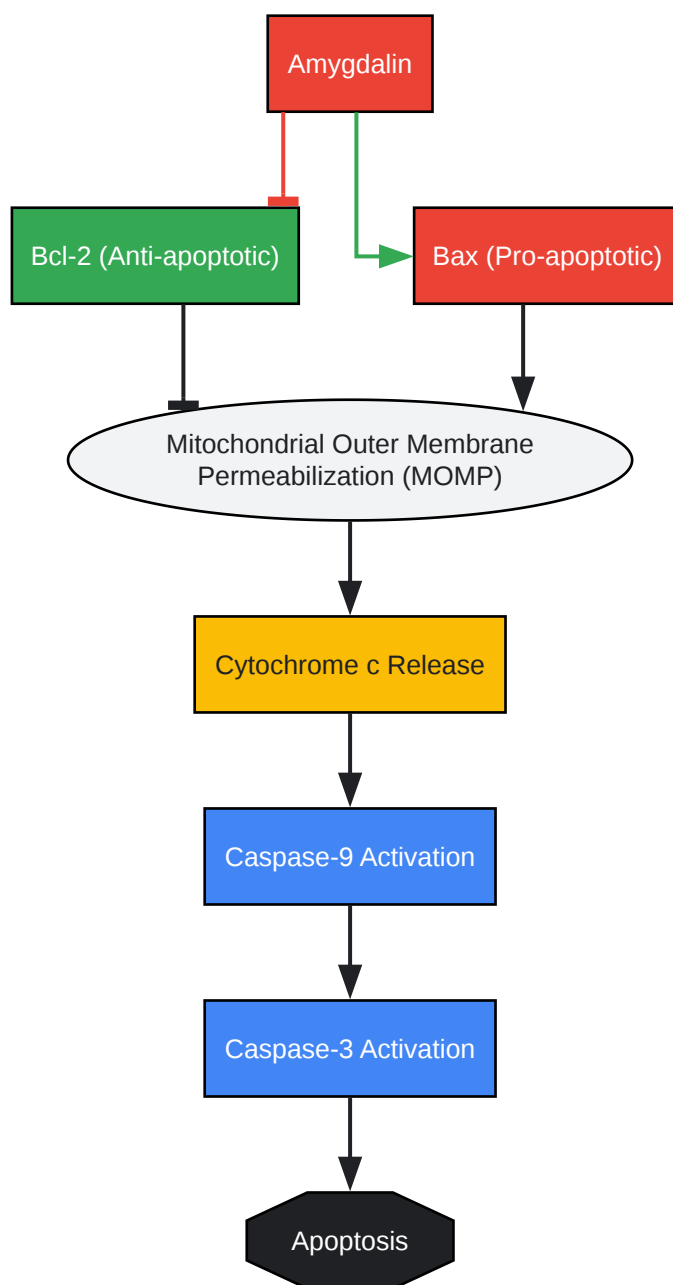 Amygdalin
Bcl-2 (Anti-apoptotic)
Bax (Pro-apoptotic)
Mitochondrial Outer Membrane
Permeabilization (MOMP)
Cytochrome c Release
Caspase-9 Activation
Caspase-3 Activation
Apoptosis